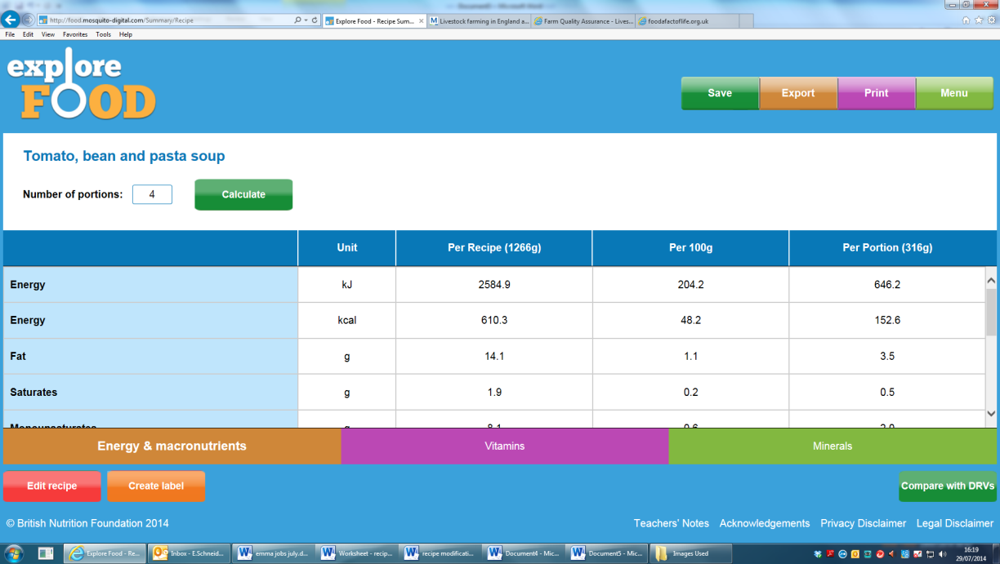 http://food.mosquito-digital.com/Summary/Recipe
Explore Food - Recipe Sum...
Livestock farming in England a...
Farm Quality Assurance - Lives...
foodafactoflife.org.uk
File Edit View Favorites Tools Help
explore
FOOD
Save Export Print Menu
Tomato, bean and pasta soup
Number of portions: 4 Calculate
Unit Per Recipe (1266g) Per 100g Per Portion (316g)
Energy kJ 2584.9 204.2 646.2
Energy kcal 610.3 48.2 152.6
Fat g 14.1 1.1 3.5
Saturates g 1.9 0.2 0.5
Monounsaturates g 8.1 0.6 2.0
Energy & macronutrients Vitamins Minerals
Edit recipe Create label Compare with DRVs
© British Nutrition Foundation 2014 Teachers' Notes Acknowledgements Privacy Disclaimer Legal Disclaimer
Explore Food - Re... Inbox - E.Schneid... emma jobs july.d... Worksheet - recip... recipe modificati... Document4 - Mic... Document5 - Mic... Images Used 16:19
29/07/2014